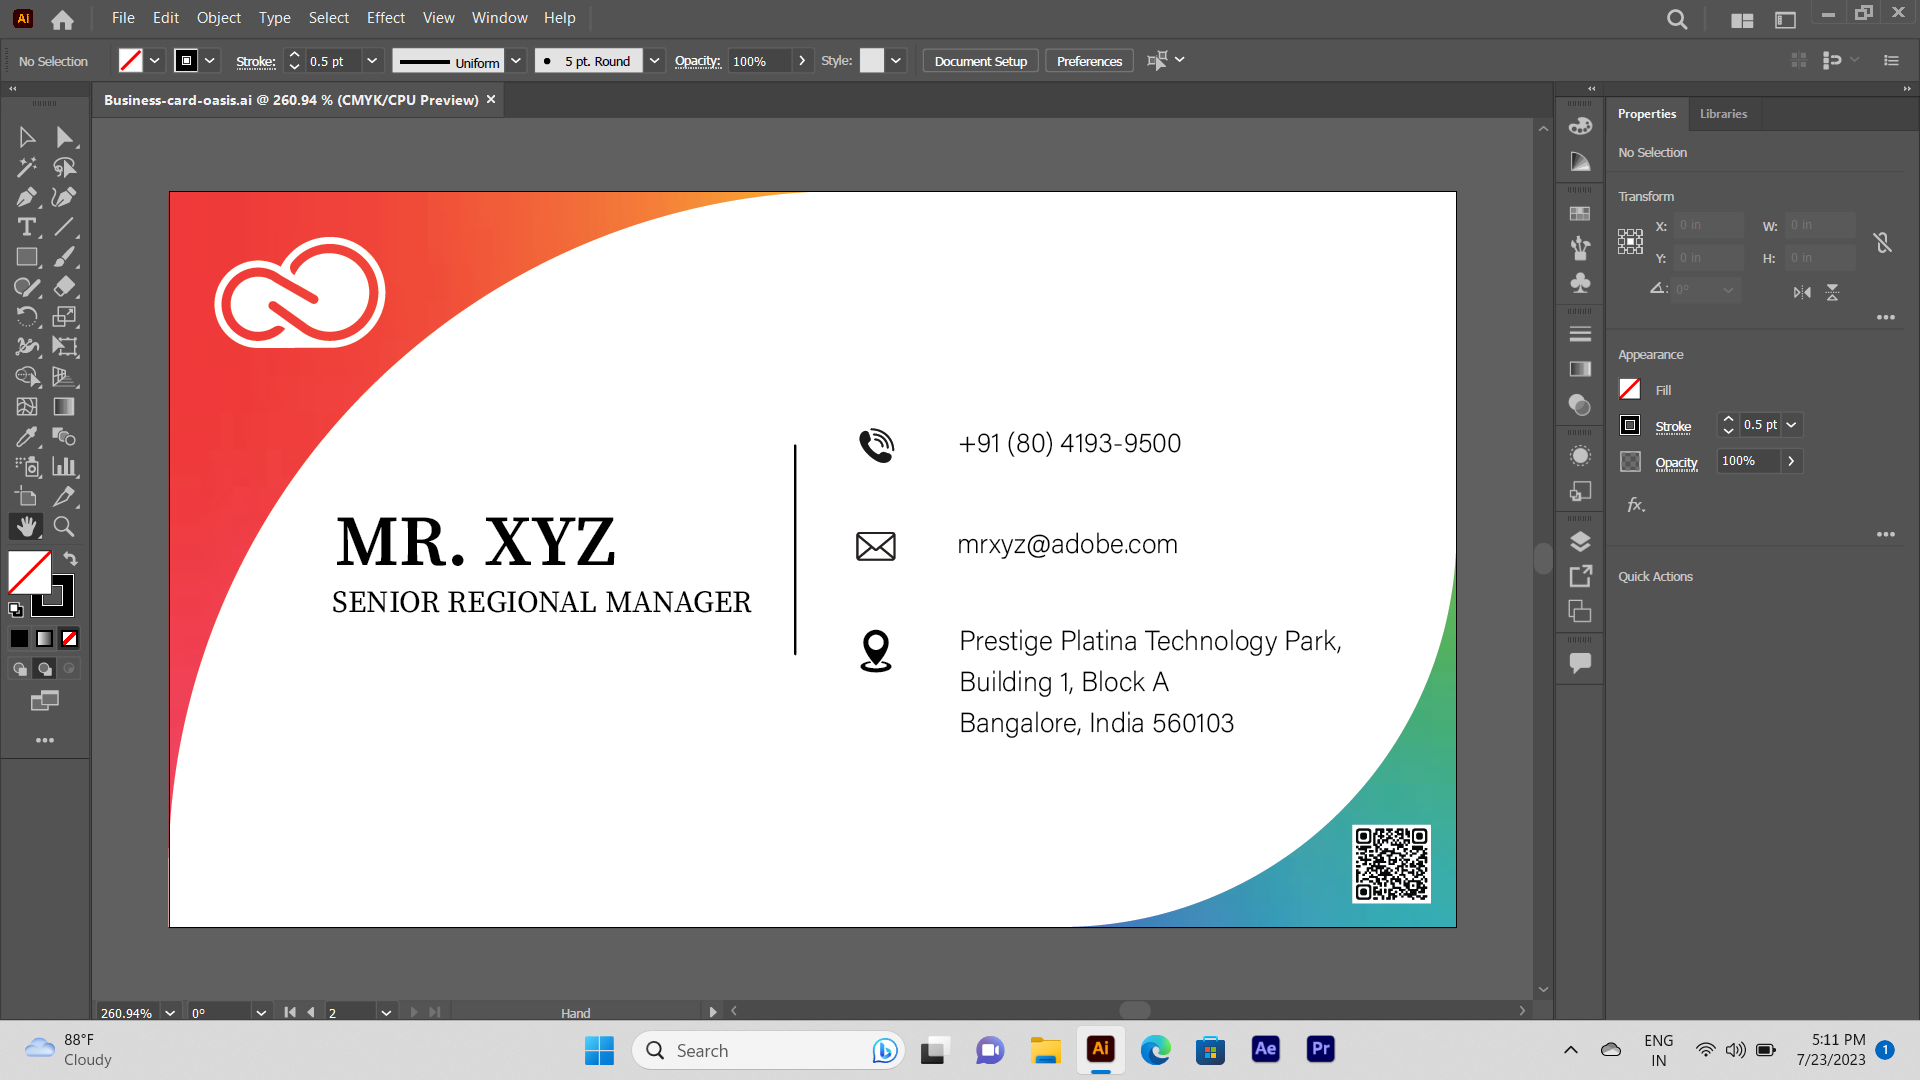 Ai File Edit Object Type Select Effect View Window Help
No Selection Stroke: 0.5 pt Uniform 5 pt. Round Opacity: 100% Style: Document Setup Preferences
Business-card-oasis.ai @ 260.94 % (CMYK/CPU Preview) ×
Properties Libraries
No Selection
Transform
X: 0 in W: 0 in
Y: 0 in H: 0 in
0°
Appearance
Fill
Stroke 0.5 pt
Opacity 100%
fx.
Quick Actions
+91 (80) 4193-9500
MR. XYZ
SENIOR REGIONAL MANAGER
mrxyz@adobe.com
Prestige Platina Technology Park,
Building 1, Block A
Bangalore, India 560103
260.94% 0° 2 Hand
88°F
Cloudy
Search
Ai Ae Pr
ENG
IN
5:11 PM
7/23/2023
1